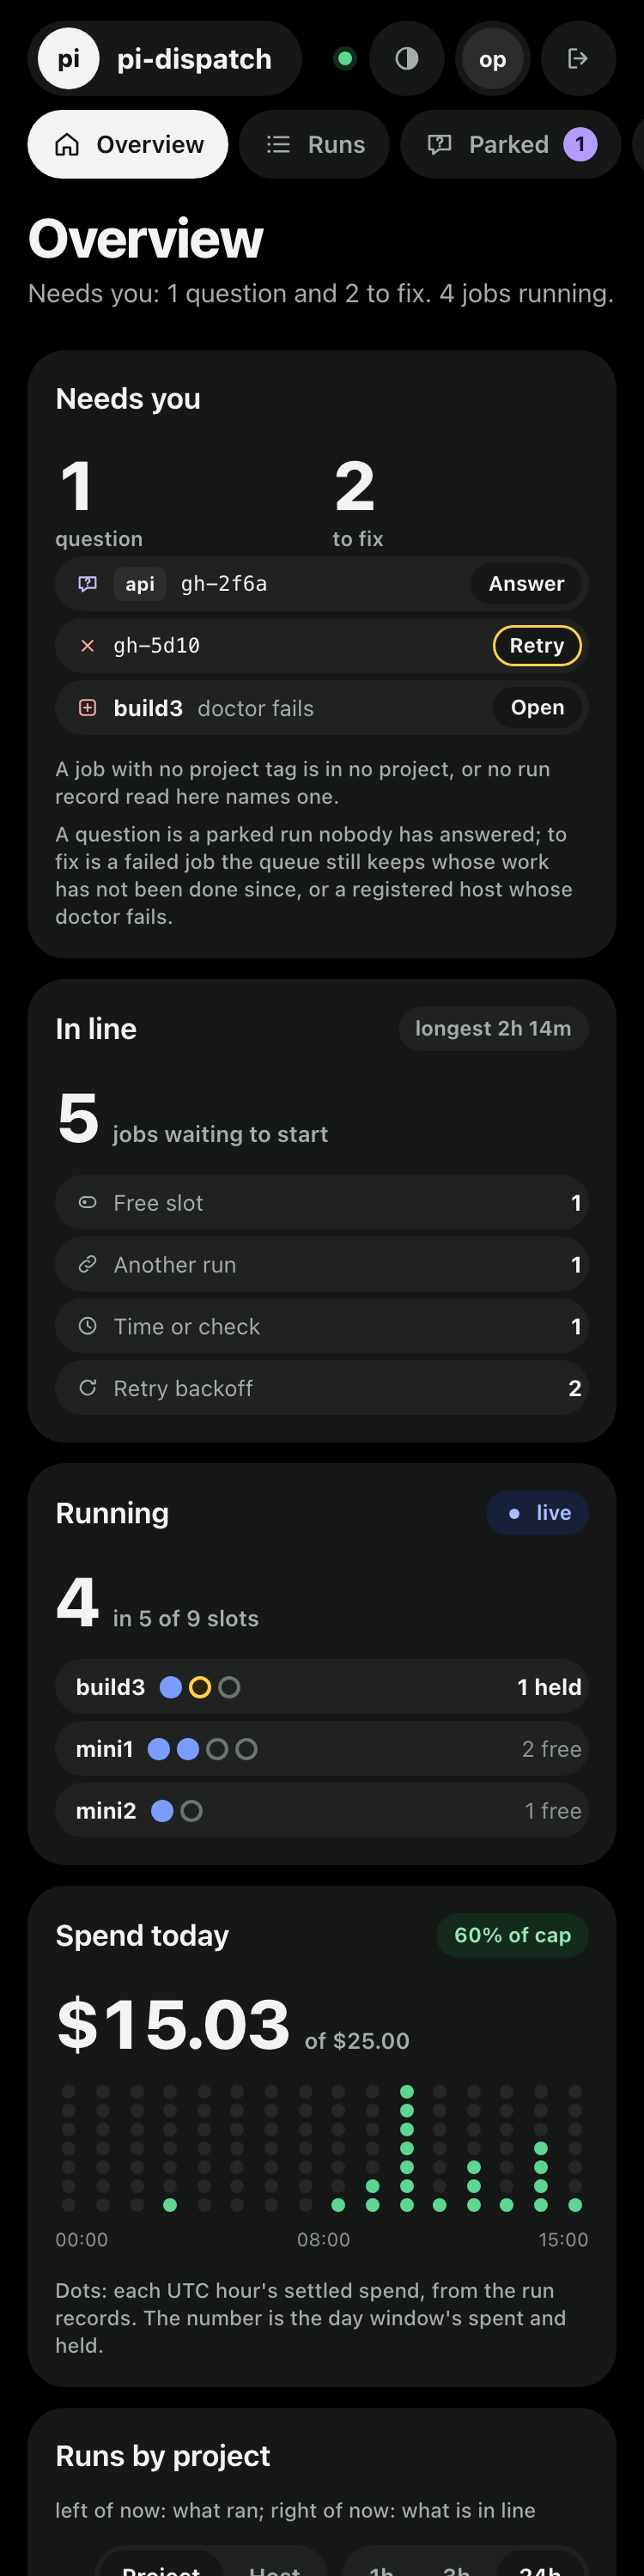 pi pi-dispatch op
Overview Runs Parked 1
Overview
Needs you: 1 question and 2 to fix. 4 jobs running.
Needs you
1 2
question to fix
api gh-2f6a Answer
gh-5d10 Retry
build3 doctor fails Open
A job with no project tag is in no project, or no run
record read here names one.
A question is a parked run nobody has answered; to
fix is a failed job the queue still keeps whose work
has not been done since, or a registered host whose
doctor fails.
In line longest 2h 14m
5 jobs waiting to start
Free slot 1
Another run 1
Time or check 1
Retry backoff 2
Running live
4 in 5 of 9 slots
build3 1 held
mini1 2 free
mini2 1 free
Spend today 60% of cap
$15.03 of $25.00
00:00 08:00 15:00
Dots: each UTC hour's settled spend, from the run
records. The number is the day window's spent and
held.
Runs by project
left of now: what ran; right of now: what is in line
Project Host 1h 3h 24h